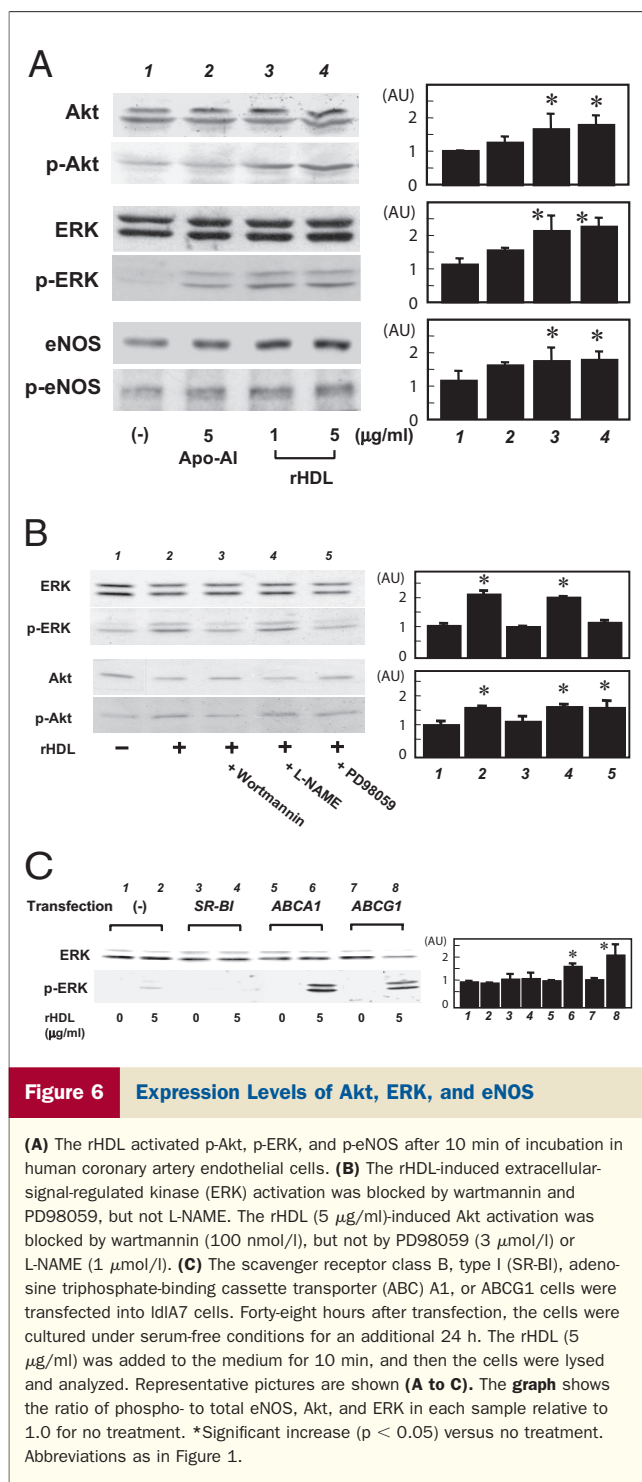 A
1 2 3 4
Akt
p-Akt
ERK
p-ERK
eNOS
p-eNOS
(-) 5 1 5 (µg/ml)
Apo-AI
rHDL
(AU)
2
1
0
* *
2
1
0
* *
2
1
0
* *
1 2 3 4
B
1 2 3 4 5
ERK
p-ERK
Akt
p-Akt
rHDL − + + + +
+ Wortmannin
+ L-NAME
+ PD98059
(AU)
2
1
0
* *
(AU)
2
1
0
* * *
1 2 3 4 5
C
1 2 3 4 5 6 7 8
Transfection (-) SR-BI ABCA1 ABCG1
ERK
p-ERK
rHDL 0 5 0 5 0 5 0 5
(µg/ml)
(AU)
2
1
0
* *
1 2 3 4 5 6 7 8
Figure 6 Expression Levels of Akt, ERK, and eNOS
(A) The rHDL activated p-Akt, p-ERK, and p-eNOS after 10 min of incubation in
human coronary artery endothelial cells. (B) The rHDL-induced extracellular-
signal-regulated kinase (ERK) activation was blocked by wartmannin and
PD98059, but not L-NAME. The rHDL (5 µg/ml)-induced Akt activation was
blocked by wartmannin (100 nmol/l), but not by PD98059 (3 µmol/l) or
L-NAME (1 µmol/l). (C) The scavenger receptor class B, type I (SR-BI), adeno-
sine triphosphate-binding cassette transporter (ABC) A1, or ABCG1 cells were
transfected into ldlA7 cells. Forty-eight hours after transfection, the cells were
cultured under serum-free conditions for an additional 24 h. The rHDL (5
µg/ml) was added to the medium for 10 min, and then the cells were lysed
and analyzed. Representative pictures are shown (A to C). The graph shows
the ratio of phospho- to total eNOS, Akt, and ERK in each sample relative to
1.0 for no treatment. *Significant increase (p < 0.05) versus no treatment.
Abbreviations as in Figure 1.